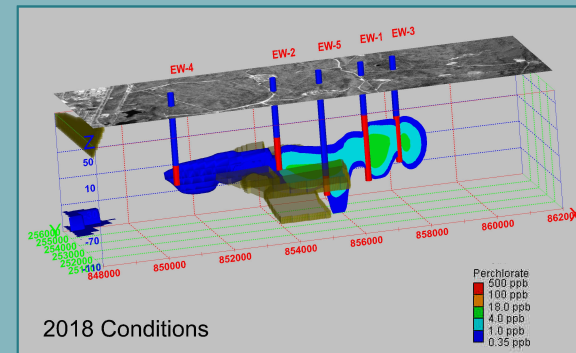 EW-4
EW-2
EW-5
EW-1
EW-3
Z
50
10
-70
-110
Y
256000
255000
254000
253000
252000
848000
850000
852000
854000
856000
858000
860000
862000
X
Perchlorate
500 ppb
100 ppb
18.0 ppb
4.0 ppb
1.0 ppb
0.35 ppb
2018 Conditions